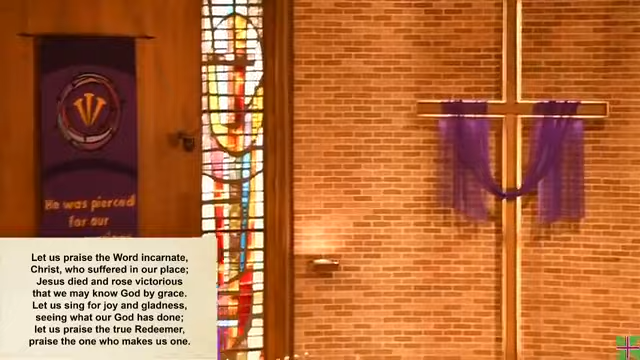 He was pierced
for our
Let us praise the Word incarnate,
Christ, who suffered in our place;
Jesus died and rose victorious
that we may know God by grace.
Let us sing for joy and gladness,
seeing what our God has done;
let us praise the true Redeemer,
praise the one who makes us one.